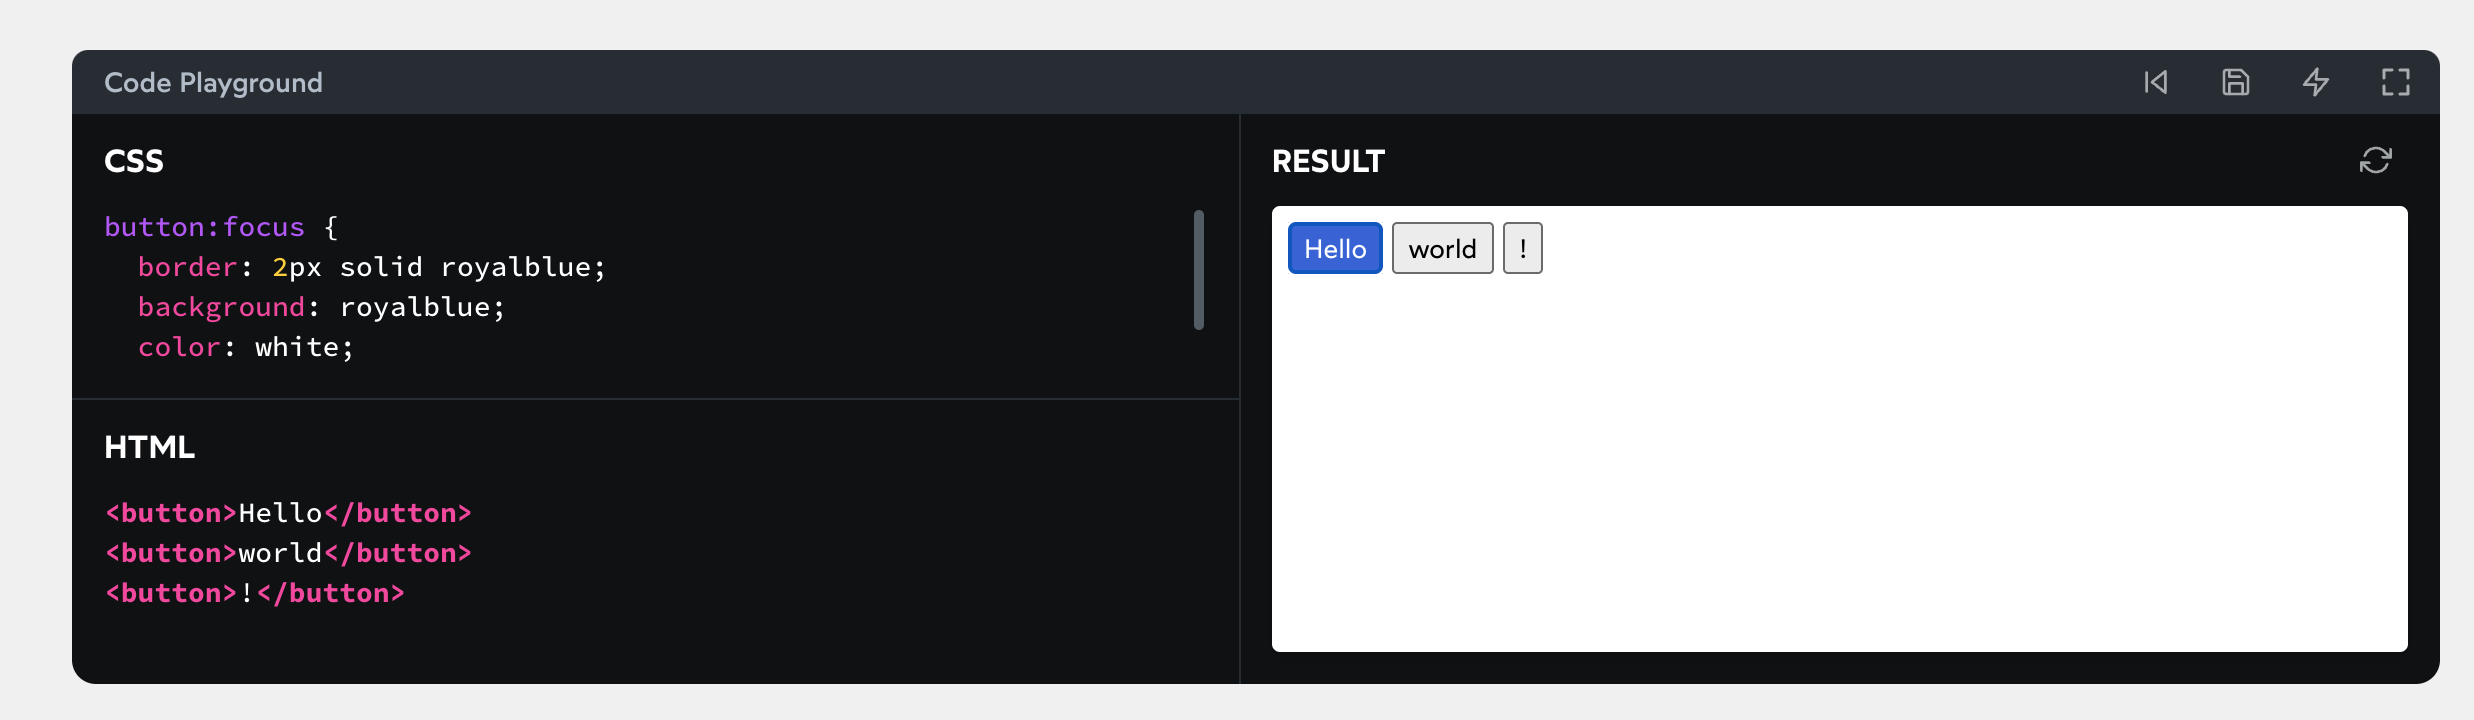 Code Playground
CSS
button:focus {
  border: 2px solid royalblue;
  background: royalblue;
  color: white;
HTML
<button>Hello</button>
<button>world</button>
<button>!</button>
RESULT
Hello world !